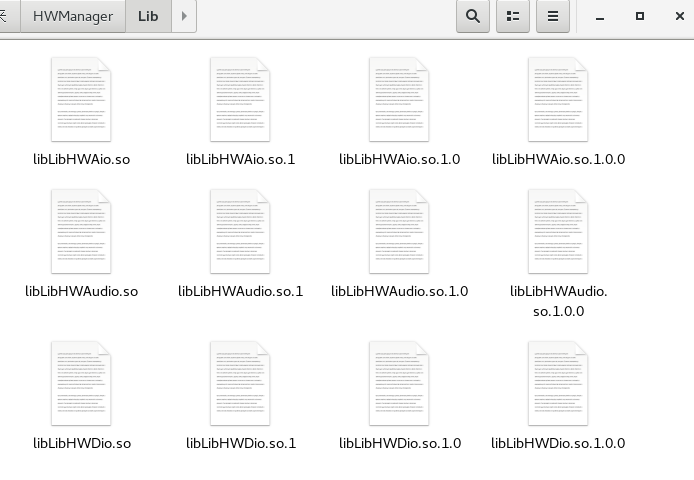 HWManager Lib
libLibHWAio.so libLibHWAio.so.1 libLibHWAio.so.1.0 libLibHWAio.so.1.0.0
libLibHWAudio.so libLibHWAudio.so.1 libLibHWAudio.so.1.0 libLibHWAudio.
so.1.0.0
libLibHWDio.so libLibHWDio.so.1 libLibHWDio.so.1.0 libLibHWDio.so.1.0.0